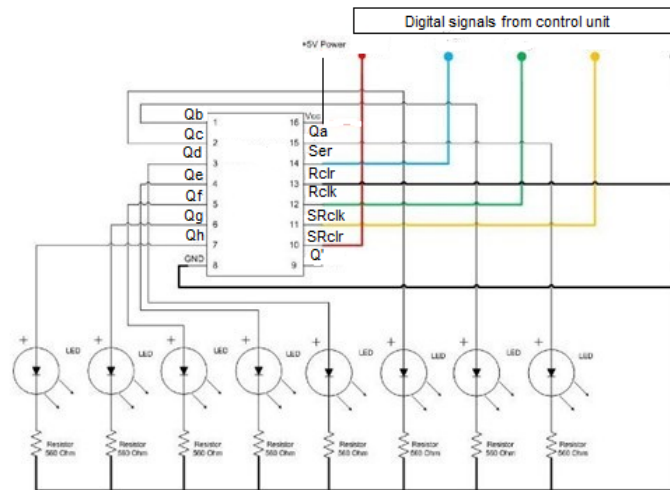 Digital signals from control unit
+5V Power
Qb
1
16
Vcc
Qa
Qc
2
15
Ser
Qd
3
14
Rclr
Qe
4
13
Rclk
Qf
5
12
SRclk
Qg
6
11
SRclr
Qh
7
10
Q'
GND
8
9
+ LED
+ LED
+ LED
+ LED
+ LED
+ LED
+ LED
+ LED
Resistor
560 Ohm
Resistor
560 Ohm
Resistor
560 Ohm
Resistor
560 Ohm
Resistor
560 Ohm
Resistor
560 Ohm
Resistor
560 Ohm
Resistor
560 Ohm